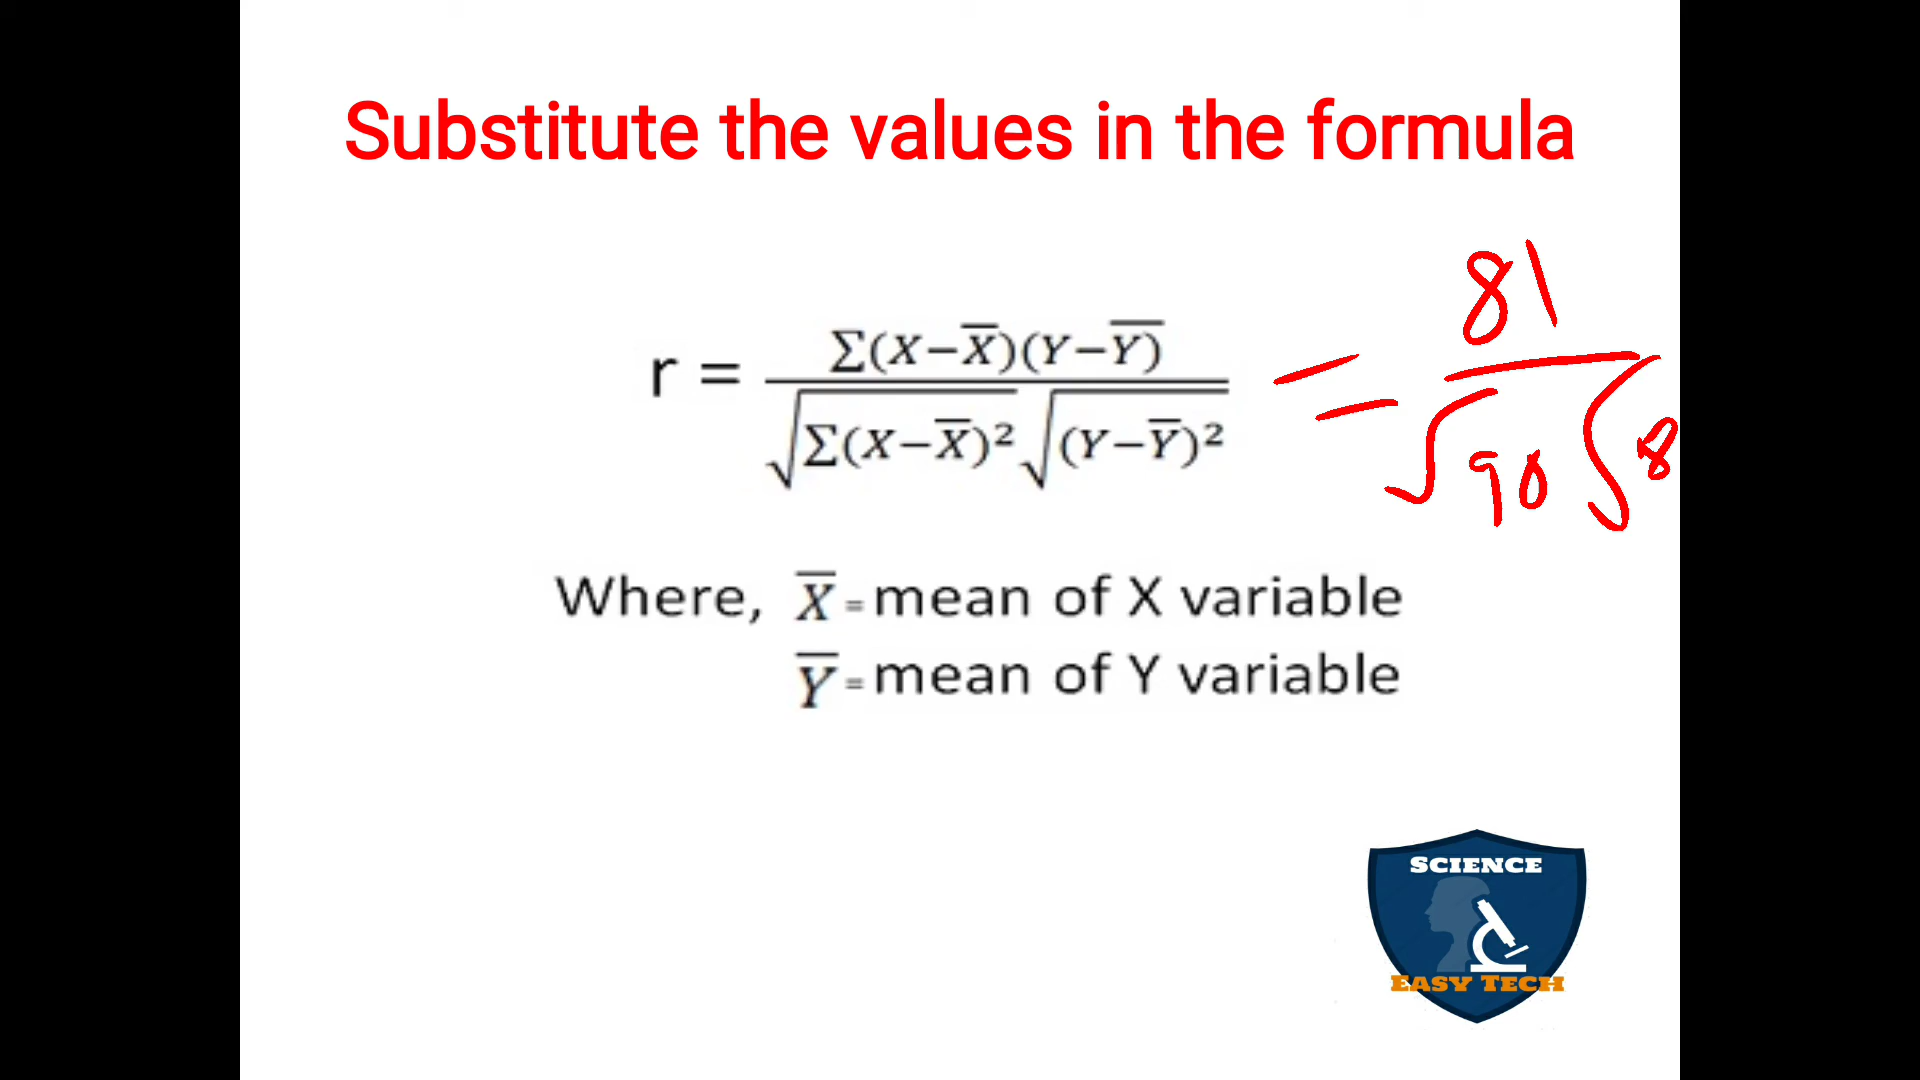 Substitute the values in the formula
r = ∑(X−X̅)(Y−Y̅) / √∑(X−X̅)² √(Y−Y̅)² = 81 / √90 √8
Where, X̅ = mean of X variable
Y̅ = mean of Y variable
SCIENCE
EASY TECH